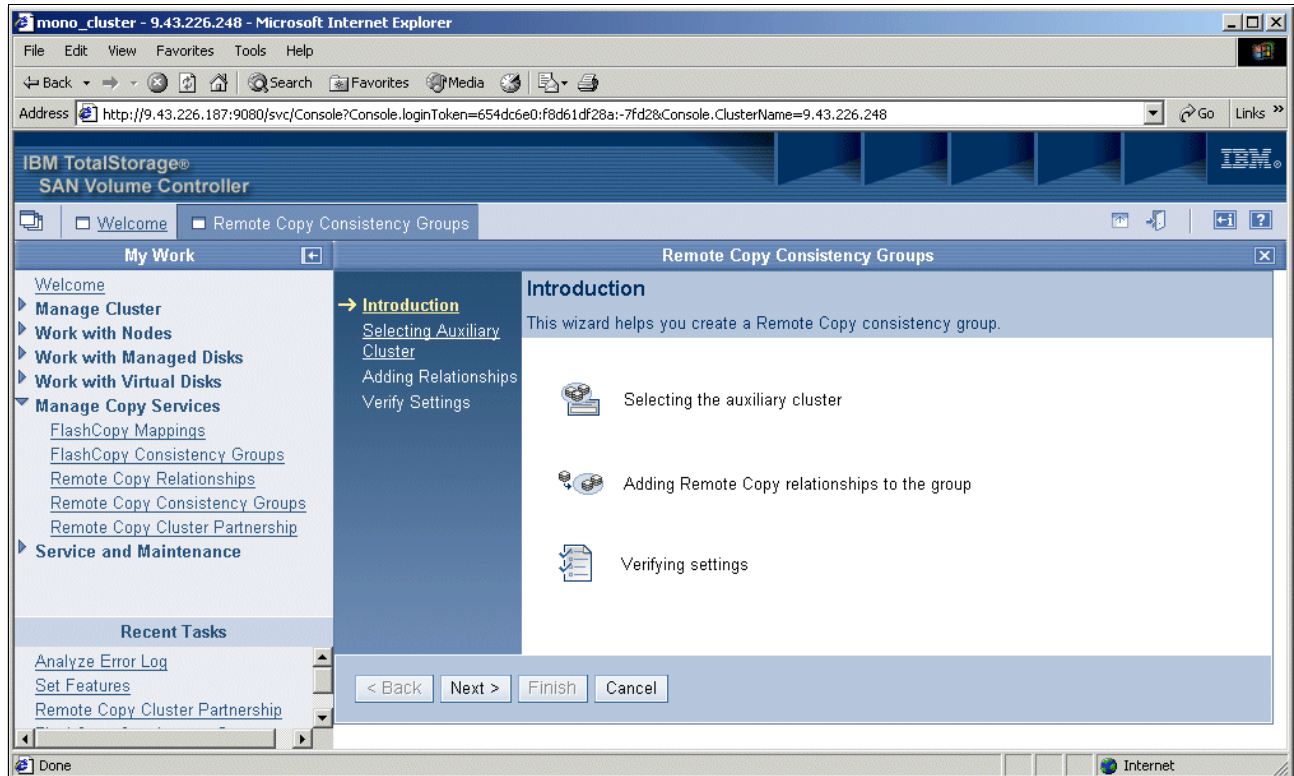 mono_cluster - 9.43.226.248 - Microsoft Internet Explorer
File Edit View Favorites Tools Help
Back Search Favorites Media
Address http://9.43.226.187:9080/svc/Console?Console.loginToken=654dc6e0:f8d61df28a:-7fd2&Console.ClusterName=9.43.226.248 Go Links »
IBM TotalStorage®
SAN Volume Controller
IBM®
Welcome Remote Copy Consistency Groups
My Work
Welcome
Manage Cluster
Work with Nodes
Work with Managed Disks
Work with Virtual Disks
Manage Copy Services
FlashCopy Mappings
FlashCopy Consistency Groups
Remote Copy Relationships
Remote Copy Consistency Groups
Remote Copy Cluster Partnership
Service and Maintenance
Recent Tasks
Analyze Error Log
Set Features
Remote Copy Cluster Partnership
Remote Copy Consistency Groups
Introduction
Selecting Auxiliary
Cluster
Adding Relationships
Verify Settings
Introduction
This wizard helps you create a Remote Copy consistency group.
Selecting the auxiliary cluster
Adding Remote Copy relationships to the group
Verifying settings
< Back Next > Finish Cancel
Done Internet